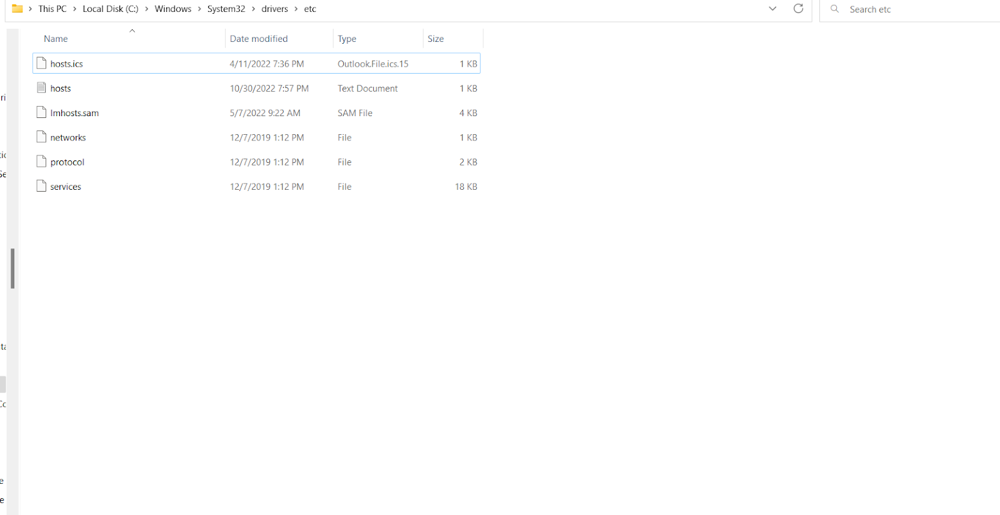 This PC > Local Disk (C:) > Windows > System32 > drivers > etc
Search etc
Name Date modified Type Size
hosts.ics 4/11/2022 7:36 PM Outlook.File.ics.15 1 KB
hosts 10/30/2022 7:57 PM Text Document 1 KB
lmhosts.sam 5/7/2022 9:22 AM SAM File 4 KB
networks 12/7/2019 1:12 PM File 1 KB
protocol 12/7/2019 1:12 PM File 2 KB
services 12/7/2019 1:12 PM File 18 KB